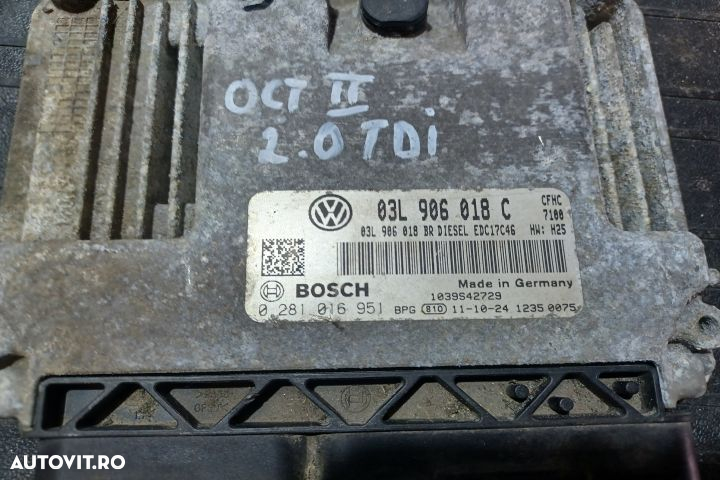 OCT II
2.0 TDi
03L 906 018 C CFHC
7100
03L 906 018 BR DIESEL EDC17C46 HW: H25
BOSCH Made in Germany
1039S42729
0 281 016 951 BPG 810 11-10-24 1235 0075
AUTOVIT.RO